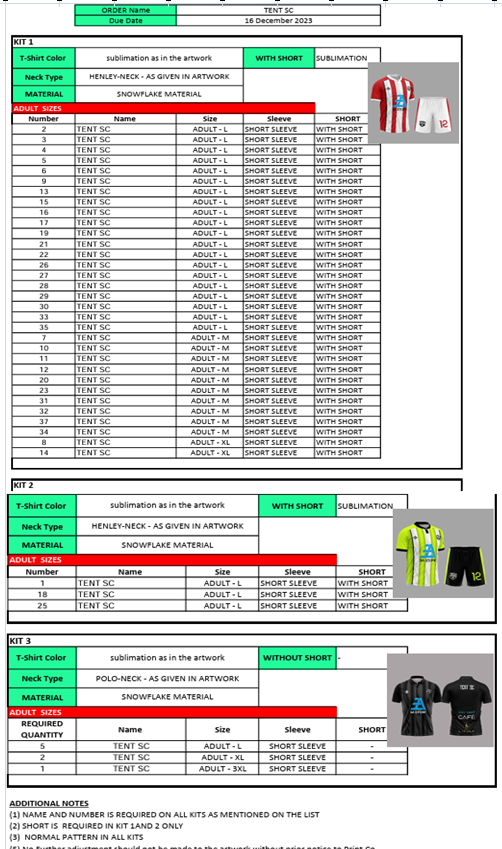 ORDER Name TENT SC
Due Date 16 December 2023
KIT 1
T-Shirt Color sublimation as in the artwork WITH SHORT SUBLIMATION
Neck Type HENLEY-NECK - AS GIVEN IN ARTWORK
MATERIAL SNOWFLAKE MATERIAL
ADULT SIZES
Number Name Size Sleeve SHORT
2 TENT SC ADULT - L SHORT SLEEVE WITH SHORT
3 TENT SC ADULT - L SHORT SLEEVE WITH SHORT
4 TENT SC ADULT - L SHORT SLEEVE WITH SHORT
5 TENT SC ADULT - L SHORT SLEEVE WITH SHORT
6 TENT SC ADULT - L SHORT SLEEVE WITH SHORT
9 TENT SC ADULT - L SHORT SLEEVE WITH SHORT
13 TENT SC ADULT - L SHORT SLEEVE WITH SHORT
15 TENT SC ADULT - L SHORT SLEEVE WITH SHORT
16 TENT SC ADULT - L SHORT SLEEVE WITH SHORT
17 TENT SC ADULT - L SHORT SLEEVE WITH SHORT
19 TENT SC ADULT - L SHORT SLEEVE WITH SHORT
21 TENT SC ADULT - L SHORT SLEEVE WITH SHORT
22 TENT SC ADULT - L SHORT SLEEVE WITH SHORT
26 TENT SC ADULT - L SHORT SLEEVE WITH SHORT
27 TENT SC ADULT - L SHORT SLEEVE WITH SHORT
28 TENT SC ADULT - L SHORT SLEEVE WITH SHORT
29 TENT SC ADULT - L SHORT SLEEVE WITH SHORT
30 TENT SC ADULT - L SHORT SLEEVE WITH SHORT
33 TENT SC ADULT - L SHORT SLEEVE WITH SHORT
35 TENT SC ADULT - L SHORT SLEEVE WITH SHORT
7 TENT SC ADULT - M SHORT SLEEVE WITH SHORT
10 TENT SC ADULT - M SHORT SLEEVE WITH SHORT
11 TENT SC ADULT - M SHORT SLEEVE WITH SHORT
12 TENT SC ADULT - M SHORT SLEEVE WITH SHORT
20 TENT SC ADULT - M SHORT SLEEVE WITH SHORT
23 TENT SC ADULT - M SHORT SLEEVE WITH SHORT
31 TENT SC ADULT - M SHORT SLEEVE WITH SHORT
32 TENT SC ADULT - M SHORT SLEEVE WITH SHORT
37 TENT SC ADULT - M SHORT SLEEVE WITH SHORT
34 TENT SC ADULT - M SHORT SLEEVE WITH SHORT
8 TENT SC ADULT - XL SHORT SLEEVE WITH SHORT
14 TENT SC ADULT - XL SHORT SLEEVE WITH SHORT
12
KIT 2
T-Shirt Color sublimation as in the artwork WITH SHORT SUBLIMATION
Neck Type HENLEY-NECK - AS GIVEN IN ARTWORK
MATERIAL SNOWFLAKE MATERIAL
ADULT SIZES
Number Name Size Sleeve SHORT
1 TENT SC ADULT - L SHORT SLEEVE WITH SHORT
18 TENT SC ADULT - L SHORT SLEEVE WITH SHORT
25 TENT SC ADULT - L SHORT SLEEVE WITH SHORT
12
KIT 3
T-Shirt Color sublimation as in the artwork WITHOUT SHORT -
Neck Type POLO-NECK - AS GIVEN IN ARTWORK
MATERIAL SNOWFLAKE MATERIAL
ADULT SIZES
REQUIRED QUANTITY Name Size Sleeve SHORT
5 TENT SC ADULT - L SHORT SLEEVE -
2 TENT SC ADULT - XL SHORT SLEEVE -
1 TENT SC ADULT - 3XL SHORT SLEEVE -
TENT SC
CAFE
ADDITIONAL NOTES
(1) NAME AND NUMBER IS REQUIRED ON ALL KITS AS MENTIONED ON THE LIST
(2) SHORT IS REQUIRED IN KIT 1AND 2 ONLY
(3) NORMAL PATTERN IN ALL KITS